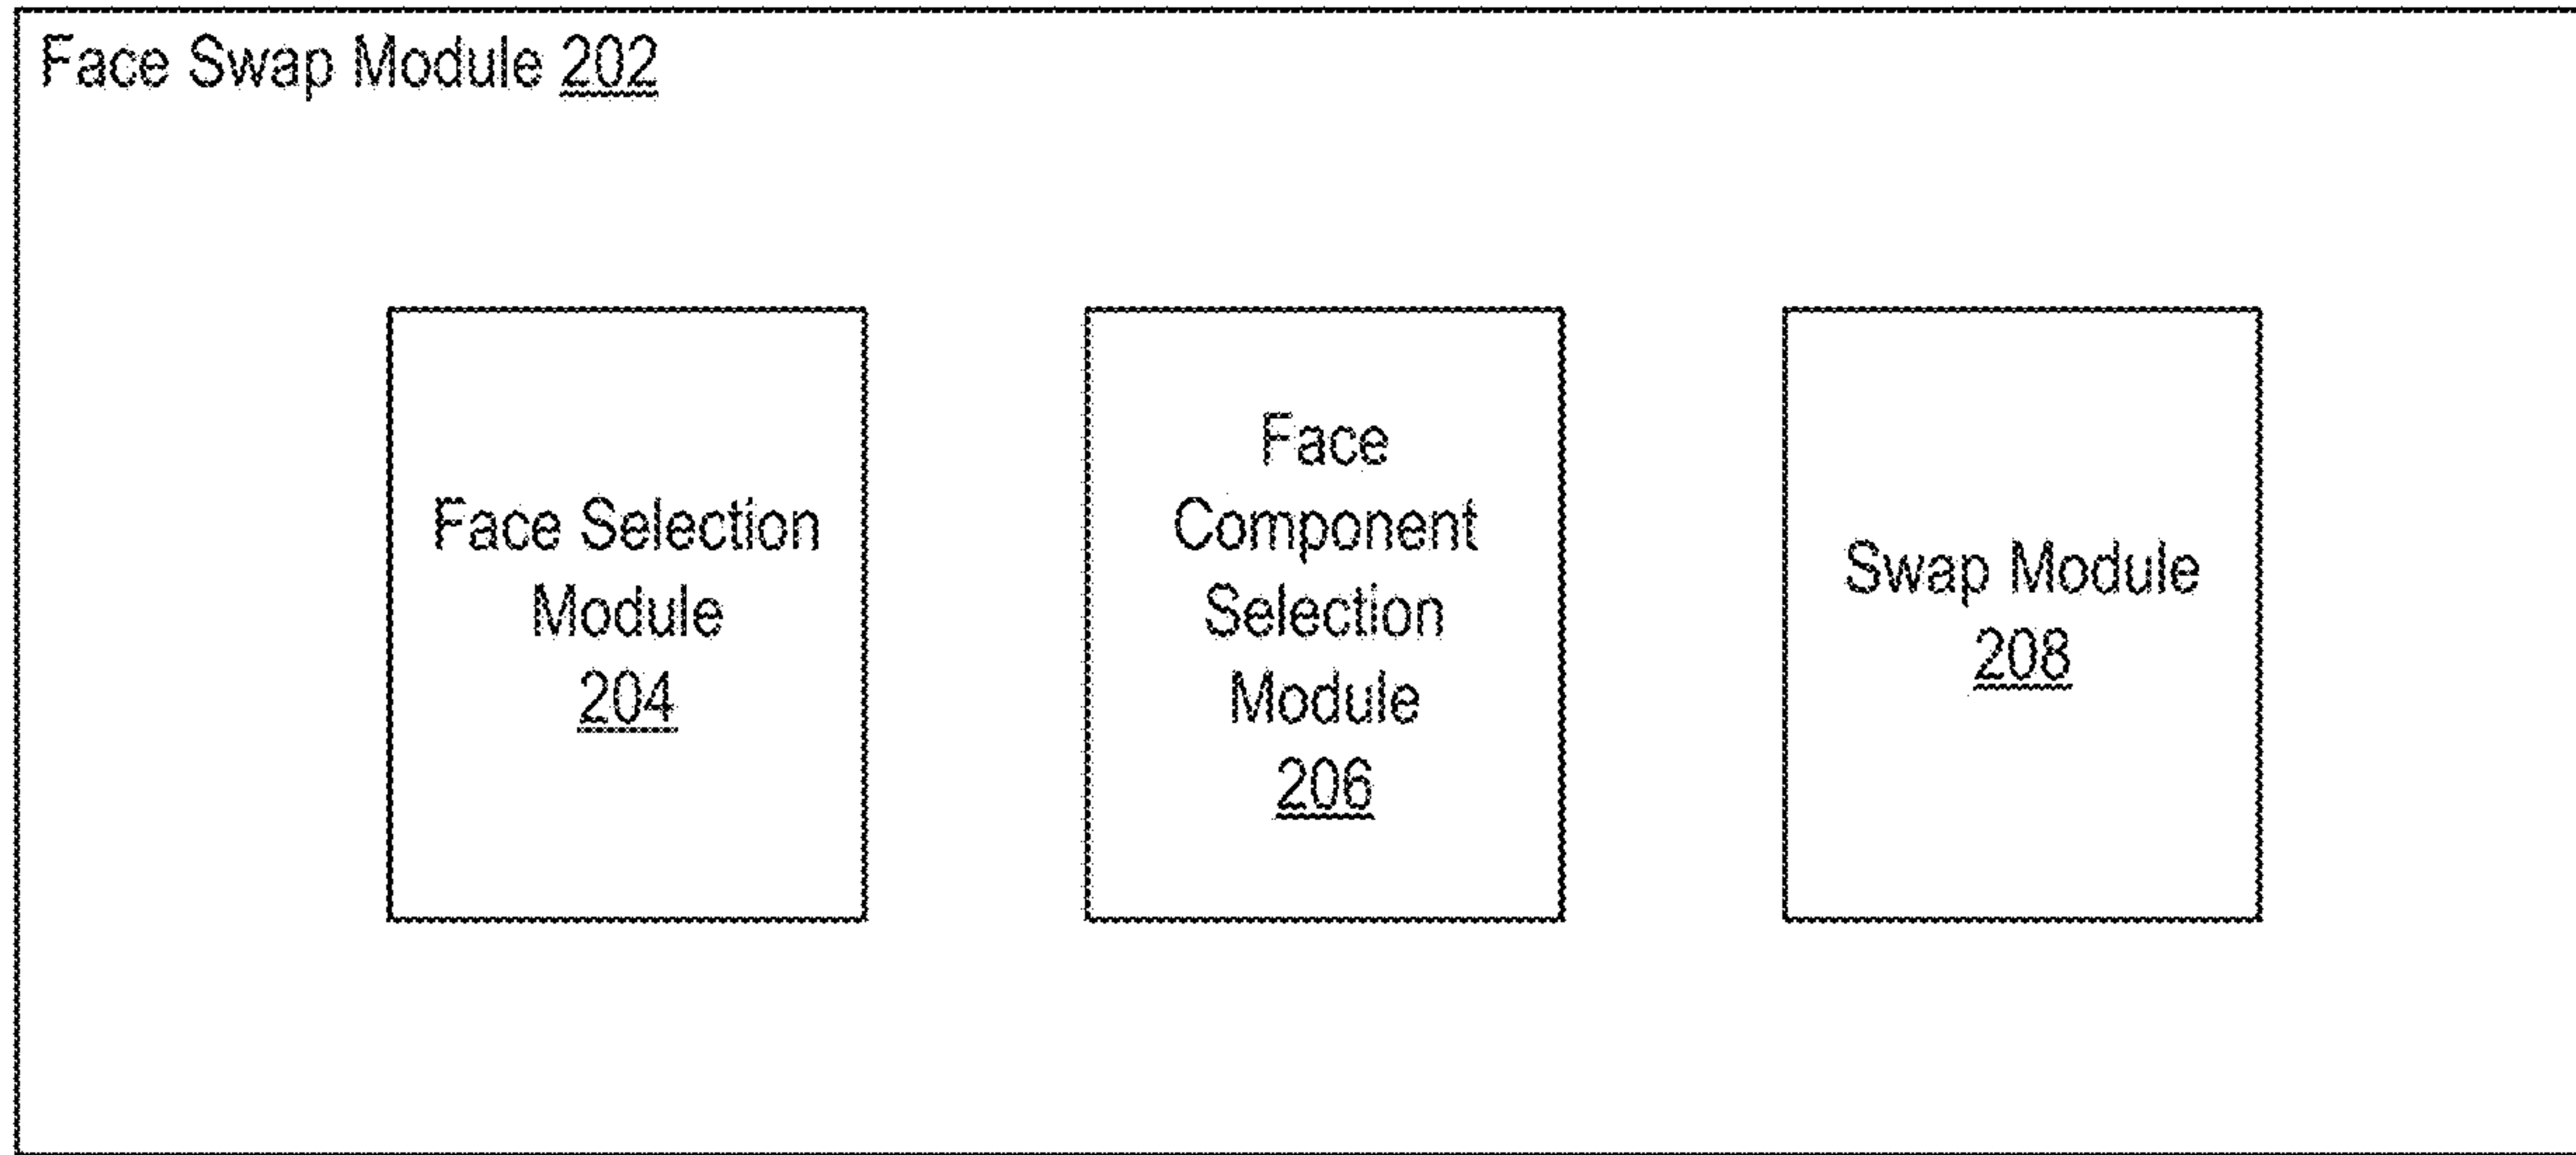 Face Swap Module 202
Face Selection
Module
204
Face
Component
Selection
Module
206
Swap Module
208